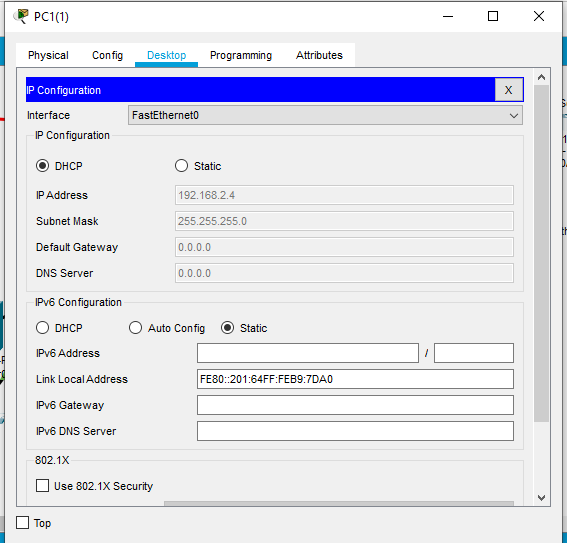 PC1(1)
Physical Config Desktop Programming Attributes
IP Configuration X
Interface FastEthernet0
IP Configuration
DHCP Static
IP Address 192.168.2.4
Subnet Mask 255.255.255.0
Default Gateway 0.0.0.0
DNS Server 0.0.0.0
IPv6 Configuration
DHCP Auto Config Static
IPv6 Address /
Link Local Address FE80::201:64FF:FEB9:7DA0
IPv6 Gateway
IPv6 DNS Server
802.1X
Use 802.1X Security
Top